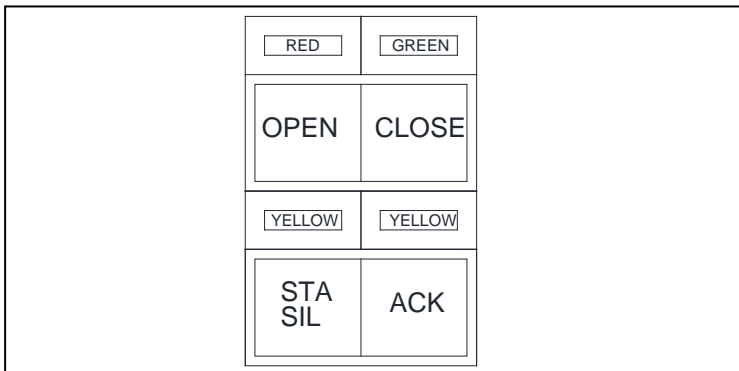 RED GREEN
OPEN CLOSE
YELLOW YELLOW
STA
SIL
ACK